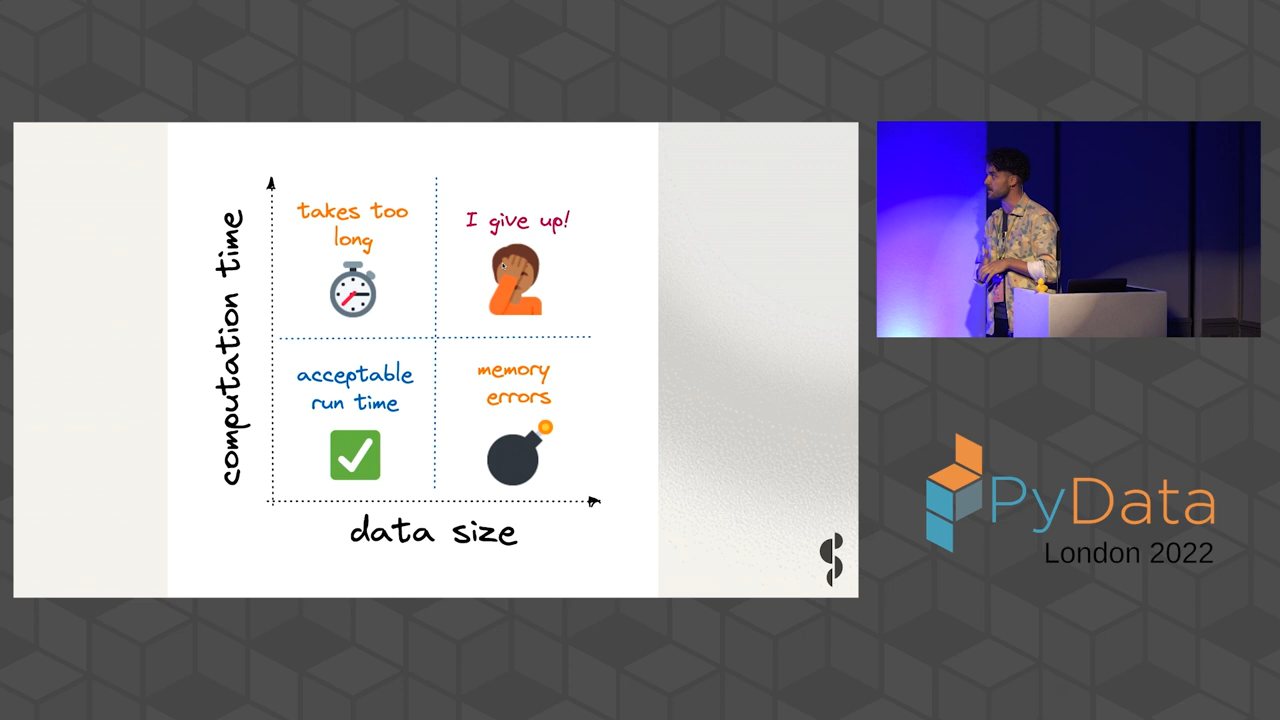 takes too
long
I give up!
computation time
acceptable
run time
memory
errors
data size
PyData
London 2022